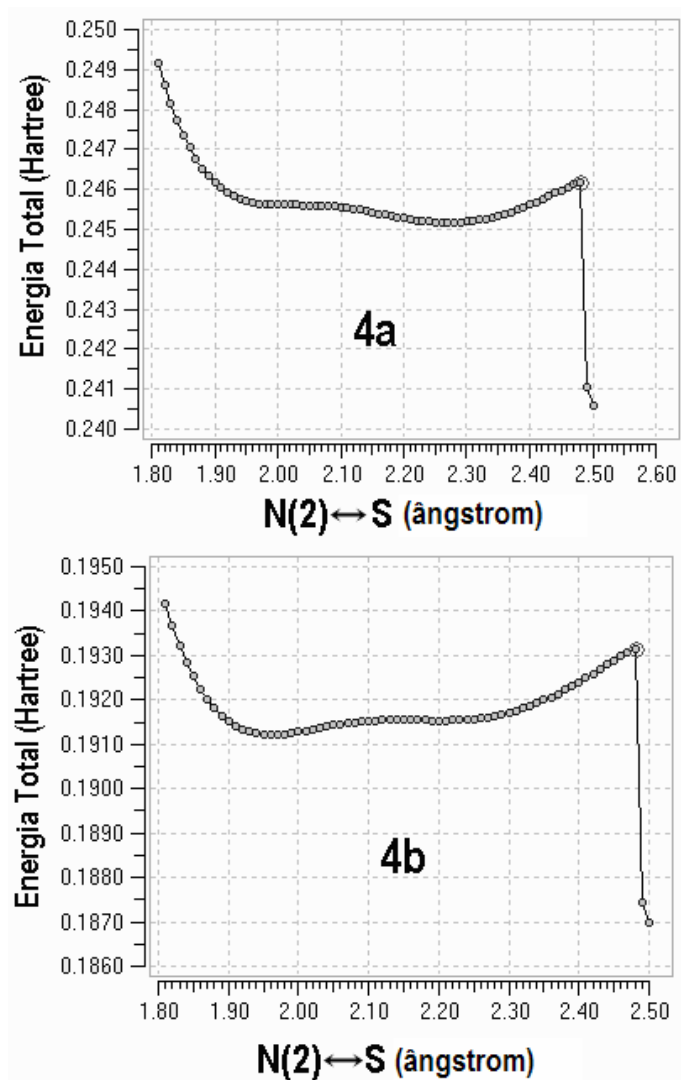 0.250
0.249
0.248
0.247
0.246
0.245
0.244
0.243
0.242
0.241
0.240
Energia Total (Hartree)
4a
1.80 1.90 2.00 2.10 2.20 2.30 2.40 2.50 2.60
N(2)↔S (ângstrom)
0.1950
0.1940
0.1930
0.1920
0.1910
0.1900
0.1890
0.1880
0.1870
0.1860
Energia Total (Hartree)
4b
1.80 1.90 2.00 2.10 2.20 2.30 2.40 2.50
N(2)↔S (ângstrom)